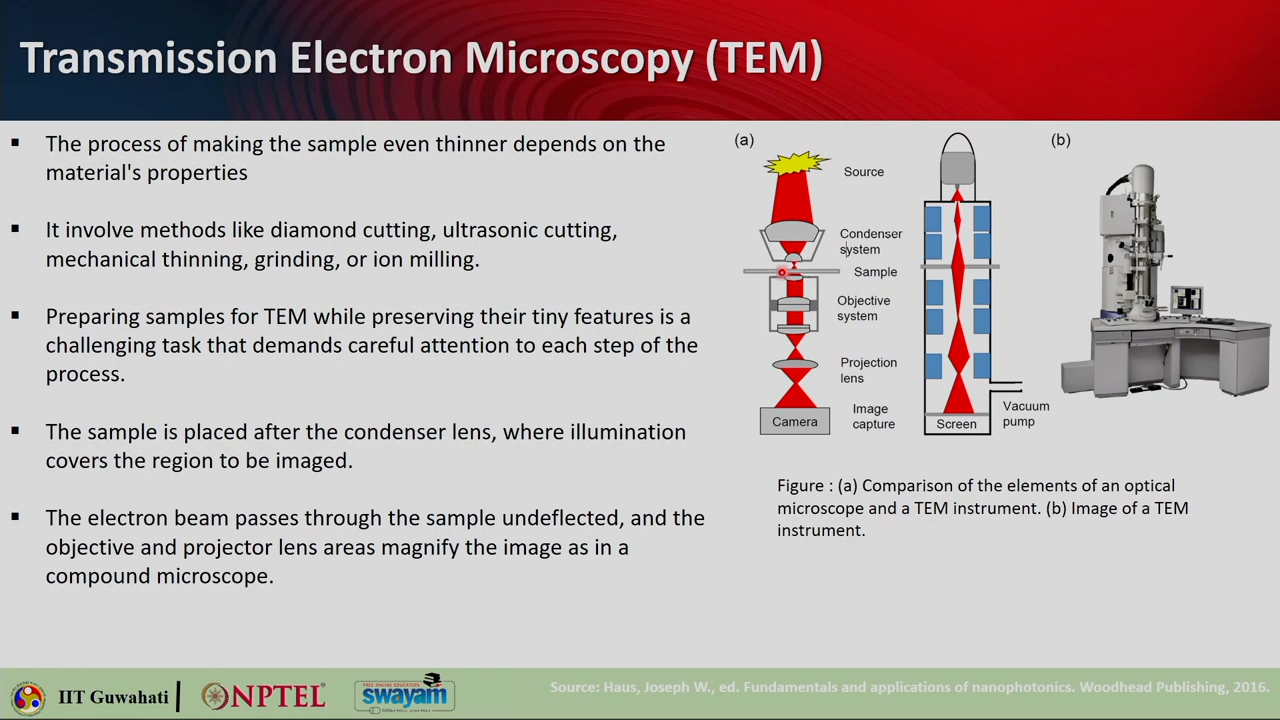 Transmission Electron Microscopy (TEM)
▪ The process of making the sample even thinner depends on the
material's properties
▪ It involve methods like diamond cutting, ultrasonic cutting,
mechanical thinning, grinding, or ion milling.
▪ Preparing samples for TEM while preserving their tiny features is a
challenging task that demands careful attention to each step of the
process.
▪ The sample is placed after the condenser lens, where illumination
covers the region to be imaged.
▪ The electron beam passes through the sample undeflected, and the
objective and projector lens areas magnify the image as in a
compound microscope.
(a)
Source
Condenser
system
Sample
Objective
system
Projection
lens
Image
capture
Camera
Screen
Vacuum
pump
(b)
Figure : (a) Comparison of the elements of an optical
microscope and a TEM instrument. (b) Image of a TEM
instrument.
IIT Guwahati
NPTEL
FREE ONLINE EDUCATION
swayam
Source: Haus, Joseph W., ed. Fundamentals and applications of nanophotonics. Woodhead Publishing, 2016.